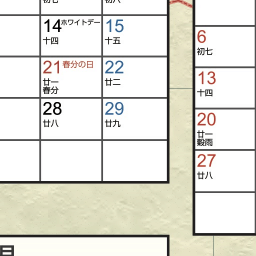 14 ホワイトデー 15
十四 十五
21 春分の日 22
廿一 廿二
春分
28 29
廿八 廿九
6
初七
13
十四
20
廿一
穀雨
27
廿八